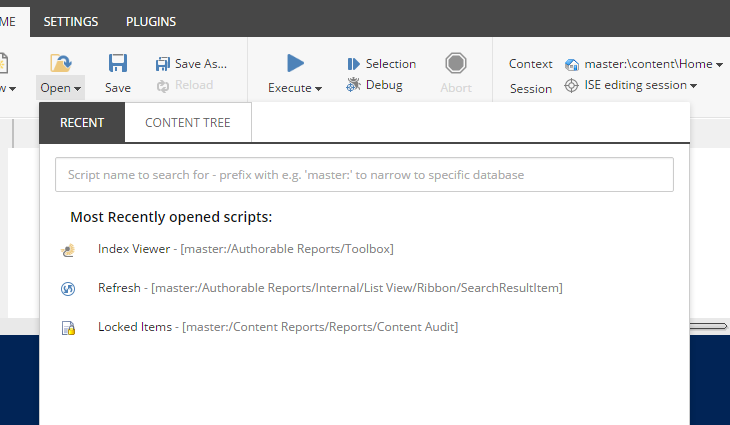 ME SETTINGS PLUGINS
Save As... Selection Context master:\content\Home
w Open Save Reload Execute Debug Abort Session ISE editing session
RECENT CONTENT TREE
Script name to search for - prefix with e.g. 'master:' to narrow to specific database
Most Recently opened scripts:
Index Viewer - [master:/Authorable Reports/Toolbox]
Refresh - [master:/Authorable Reports/Internal/List View/Ribbon/SearchResultItem]
Locked Items - [master:/Content Reports/Reports/Content Audit]